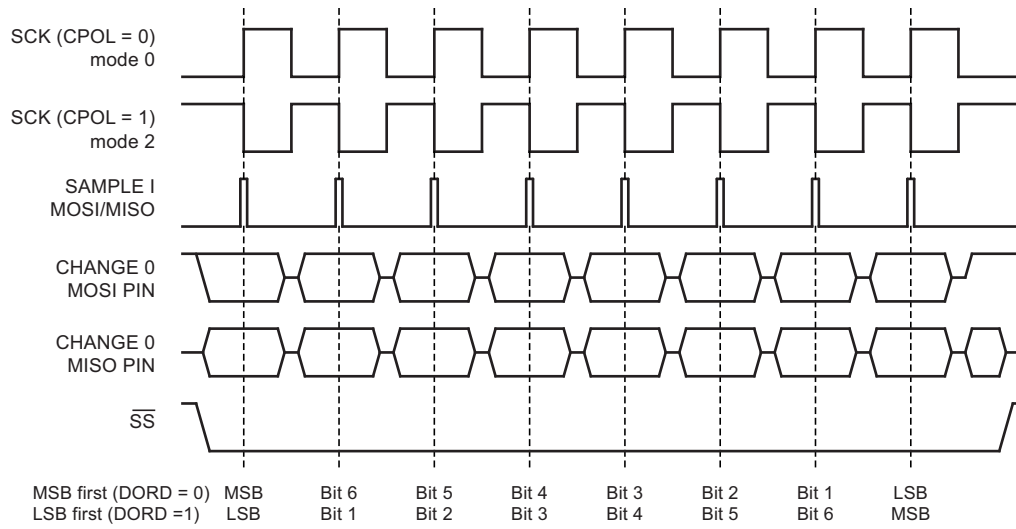 SCK (CPOL = 0)
mode 0
SCK (CPOL = 1)
mode 2
SAMPLE I
MOSI/MISO
CHANGE 0
MOSI PIN
CHANGE 0
MISO PIN
SS
MSB first (DORD = 0) MSB Bit 6 Bit 5 Bit 4 Bit 3 Bit 2 Bit 1 LSB
LSB first (DORD =1) LSB Bit 1 Bit 2 Bit 3 Bit 4 Bit 5 Bit 6 MSB